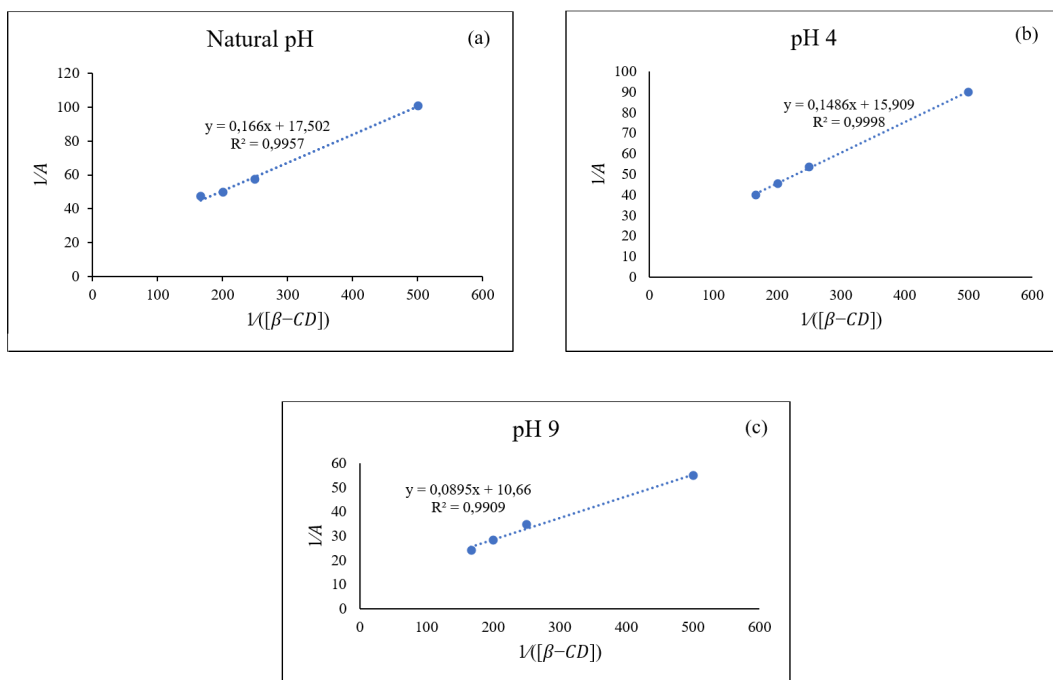 Natural pH
(a)
120
100
80
60
40
20
0
y = 0,166x + 17,502
R² = 0,9957
1/A
0 100 200 300 400 500 600
1/([β−CD])
pH 4
(b)
100
90
80
70
60
50
40
30
20
10
0
y = 0,1486x + 15,909
R² = 0,9998
1/A
0 100 200 300 400 500 600
1/([β−CD])
pH 9
(c)
60
50
40
30
20
10
0
y = 0,0895x + 10,66
R² = 0,9909
1/A
0 100 200 300 400 500 600
1/([β−CD])